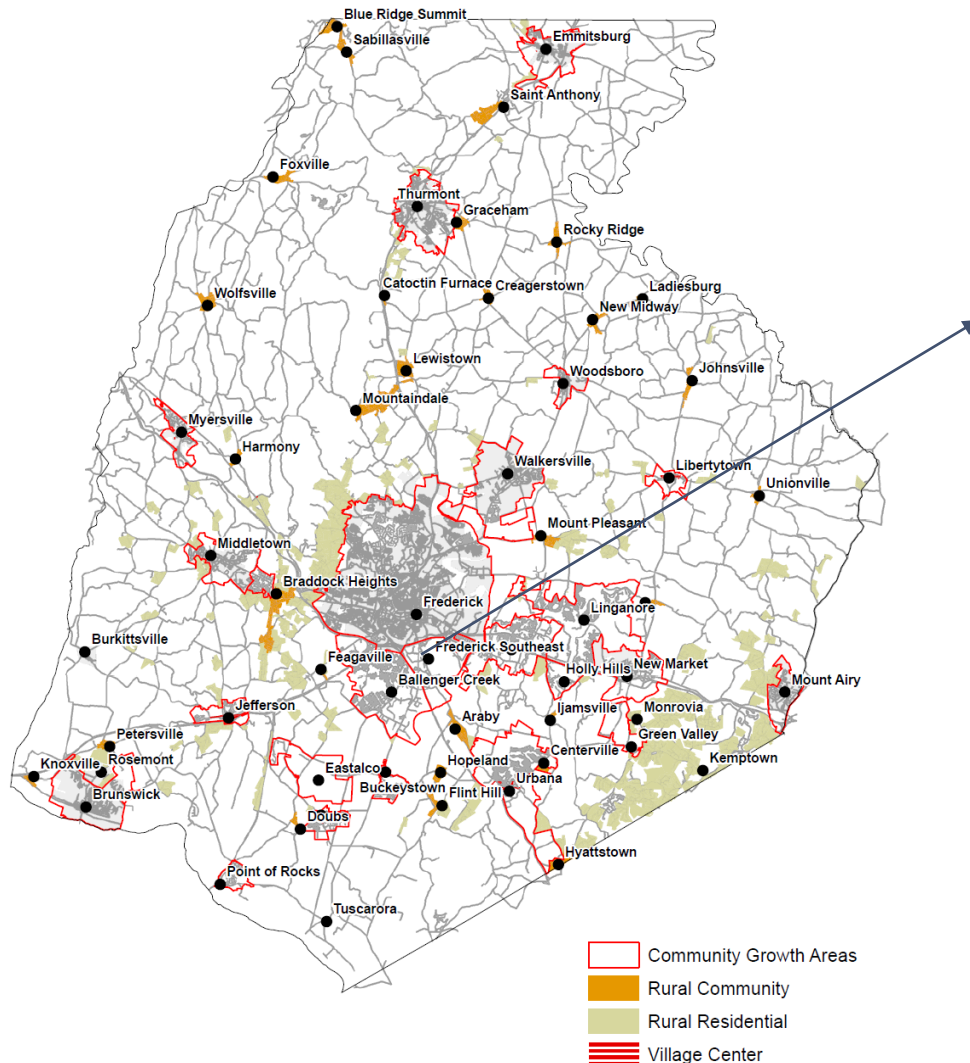 Blue Ridge Summit
Sabillasville
Emmitsburg
Saint Anthony
Foxville
Thurmont
Graceham
Rocky Ridge
Catoctin Furnace
Creagerstown
Ladiesburg
Wolfsville
New Midway
Lewistown
Woodsboro
Johnsville
Mountaindale
Myersville
Harmony
Walkersville
Libertytown
Unionville
Mount Pleasant
Middletown
Braddock Heights
Frederick
Linganore
Burkittsville
Feagaville
Frederick Southeast
Holly Hills
New Market
Ballenger Creek
Mount Airy
Jefferson
Araby
Ijamsville
Monrovia
Petersville
Green Valley
Knoxville
Rosemont
Eastalco
Hopeland
Centerville
Kemptown
Buckeystown
Urbana
Brunswick
Flint Hill
Doubs
Hyattstown
Point of Rocks
Tuscarora
Community Growth Areas
Rural Community
Rural Residential
Village Center